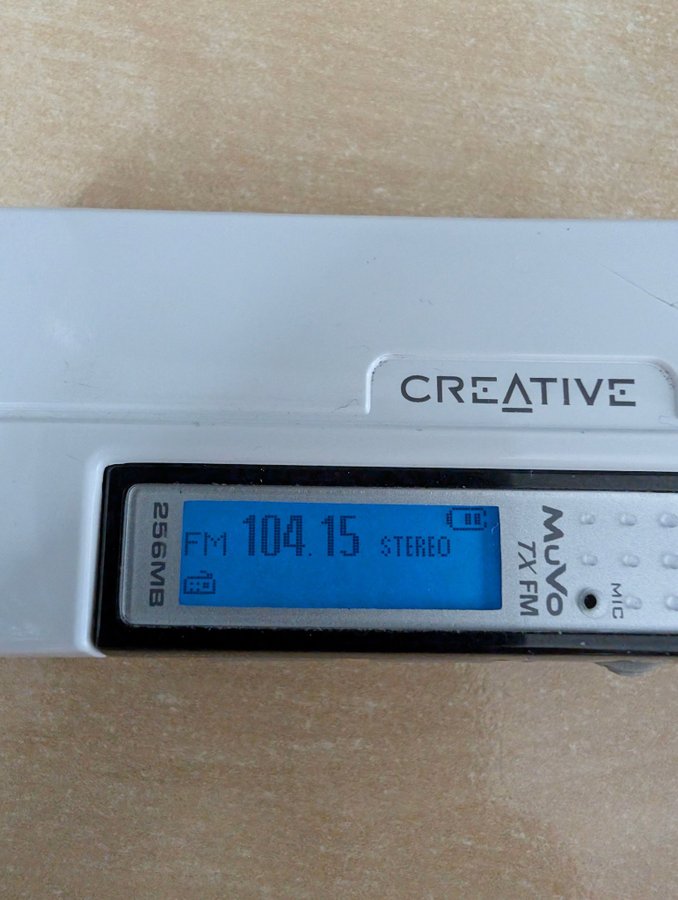 CREATIVE
256MB
FM 104.15 STEREO
MuVo
TX FM
MIC